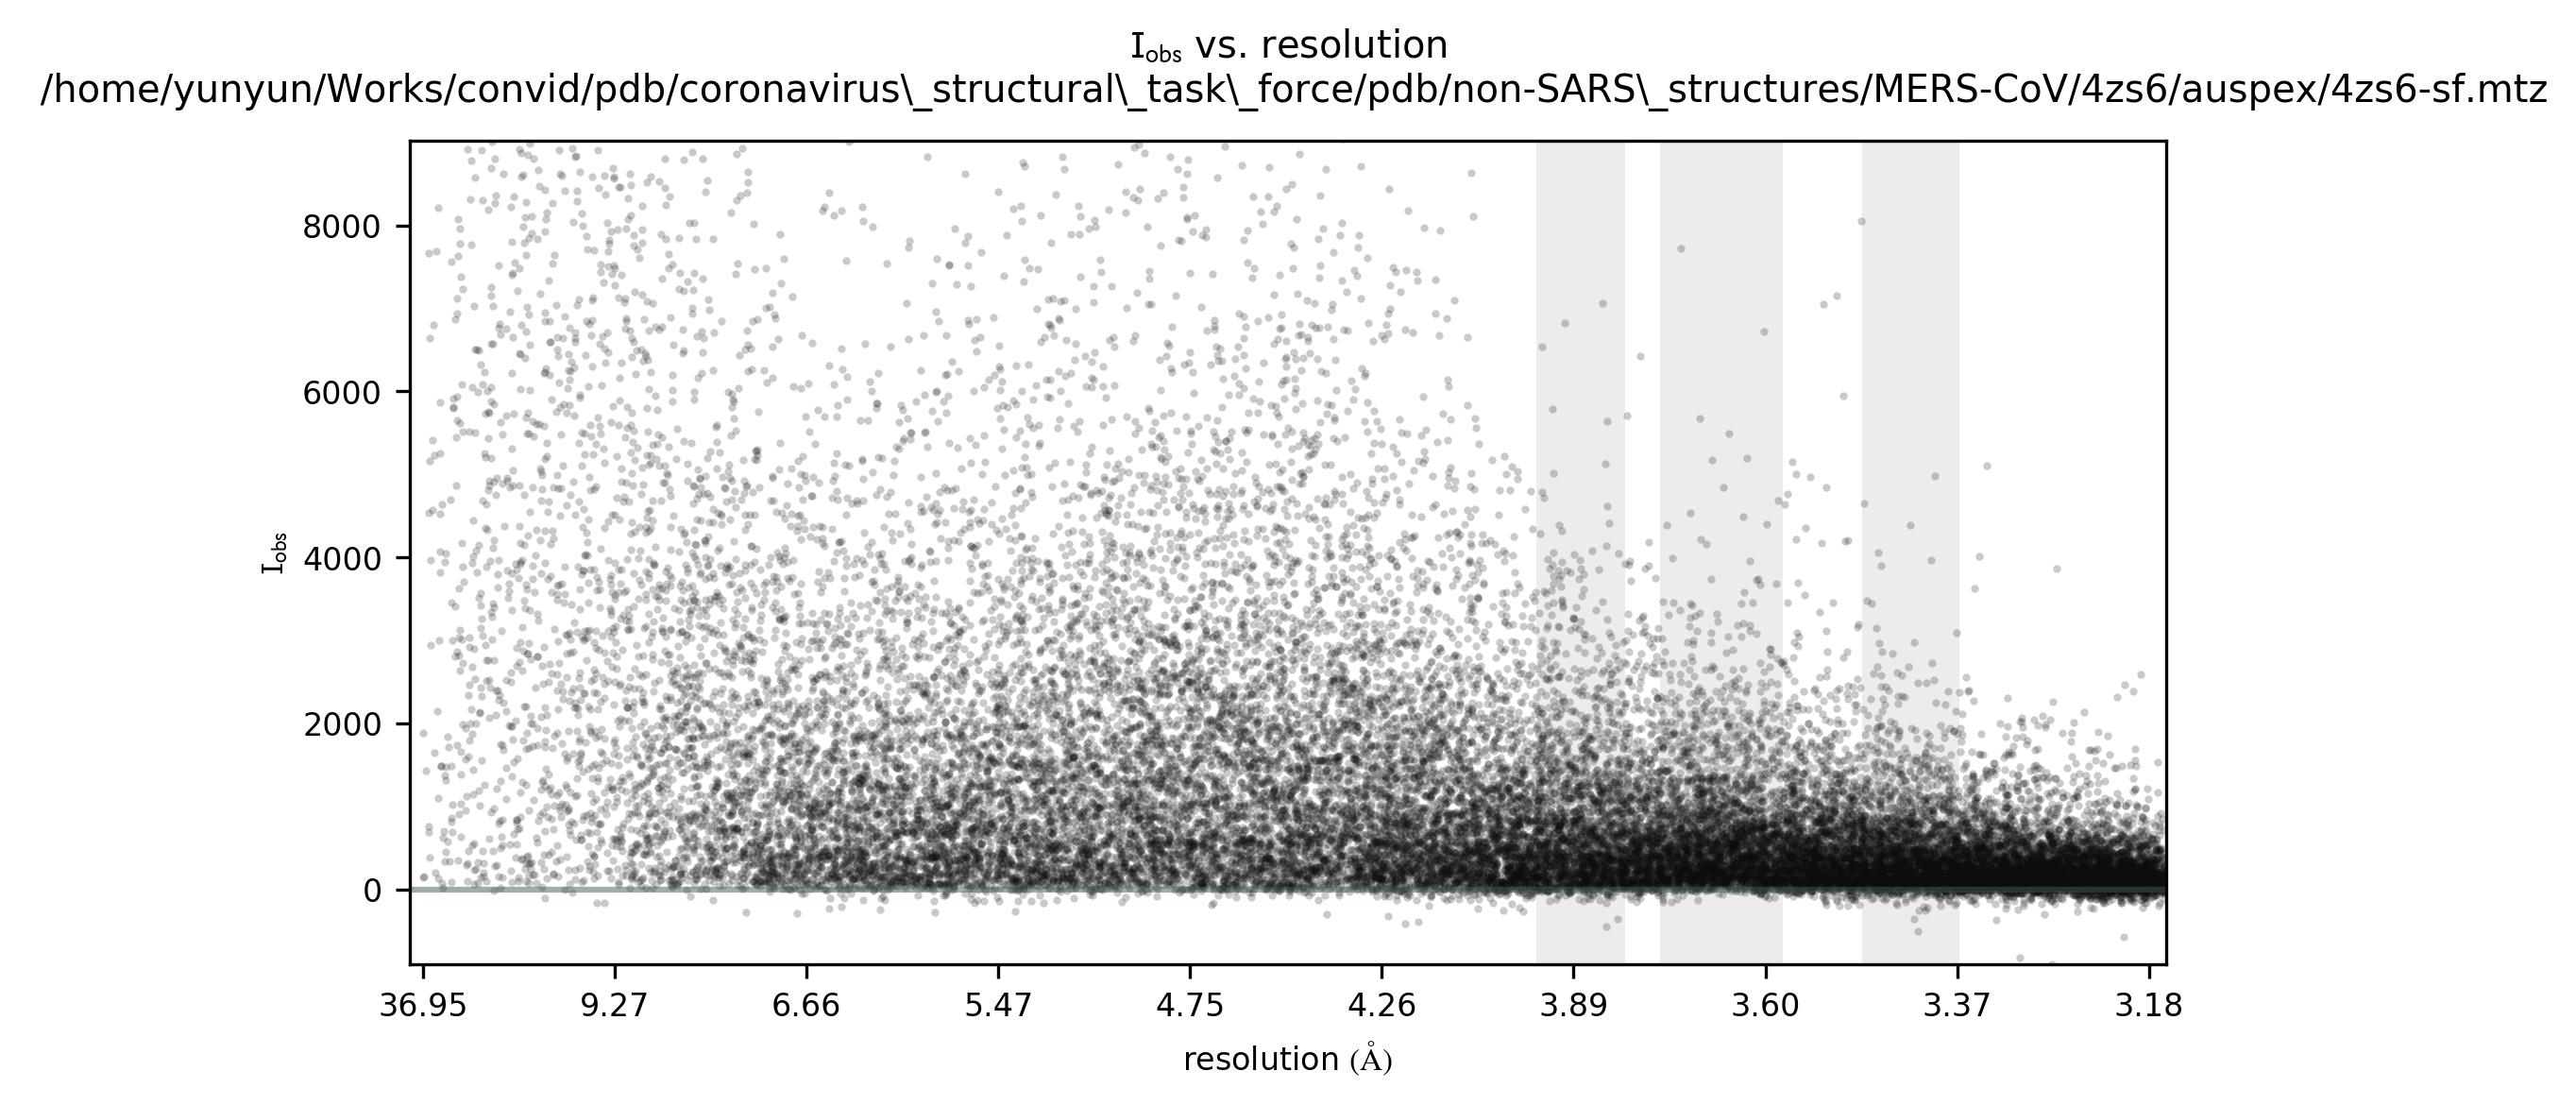 I_obs vs. resolution
/home/yunyun/Works/convid/pdb/coronavirus\_structural\_task\_force/pdb/non-SARS\_structures/MERS-CoV/4zs6/auspex/4zs6-sf.mtz
8000
6000
4000
2000
0
I_obs
36.95 9.27 6.66 5.47 4.75 4.26 3.89 3.60 3.37 3.18
resolution (Å)